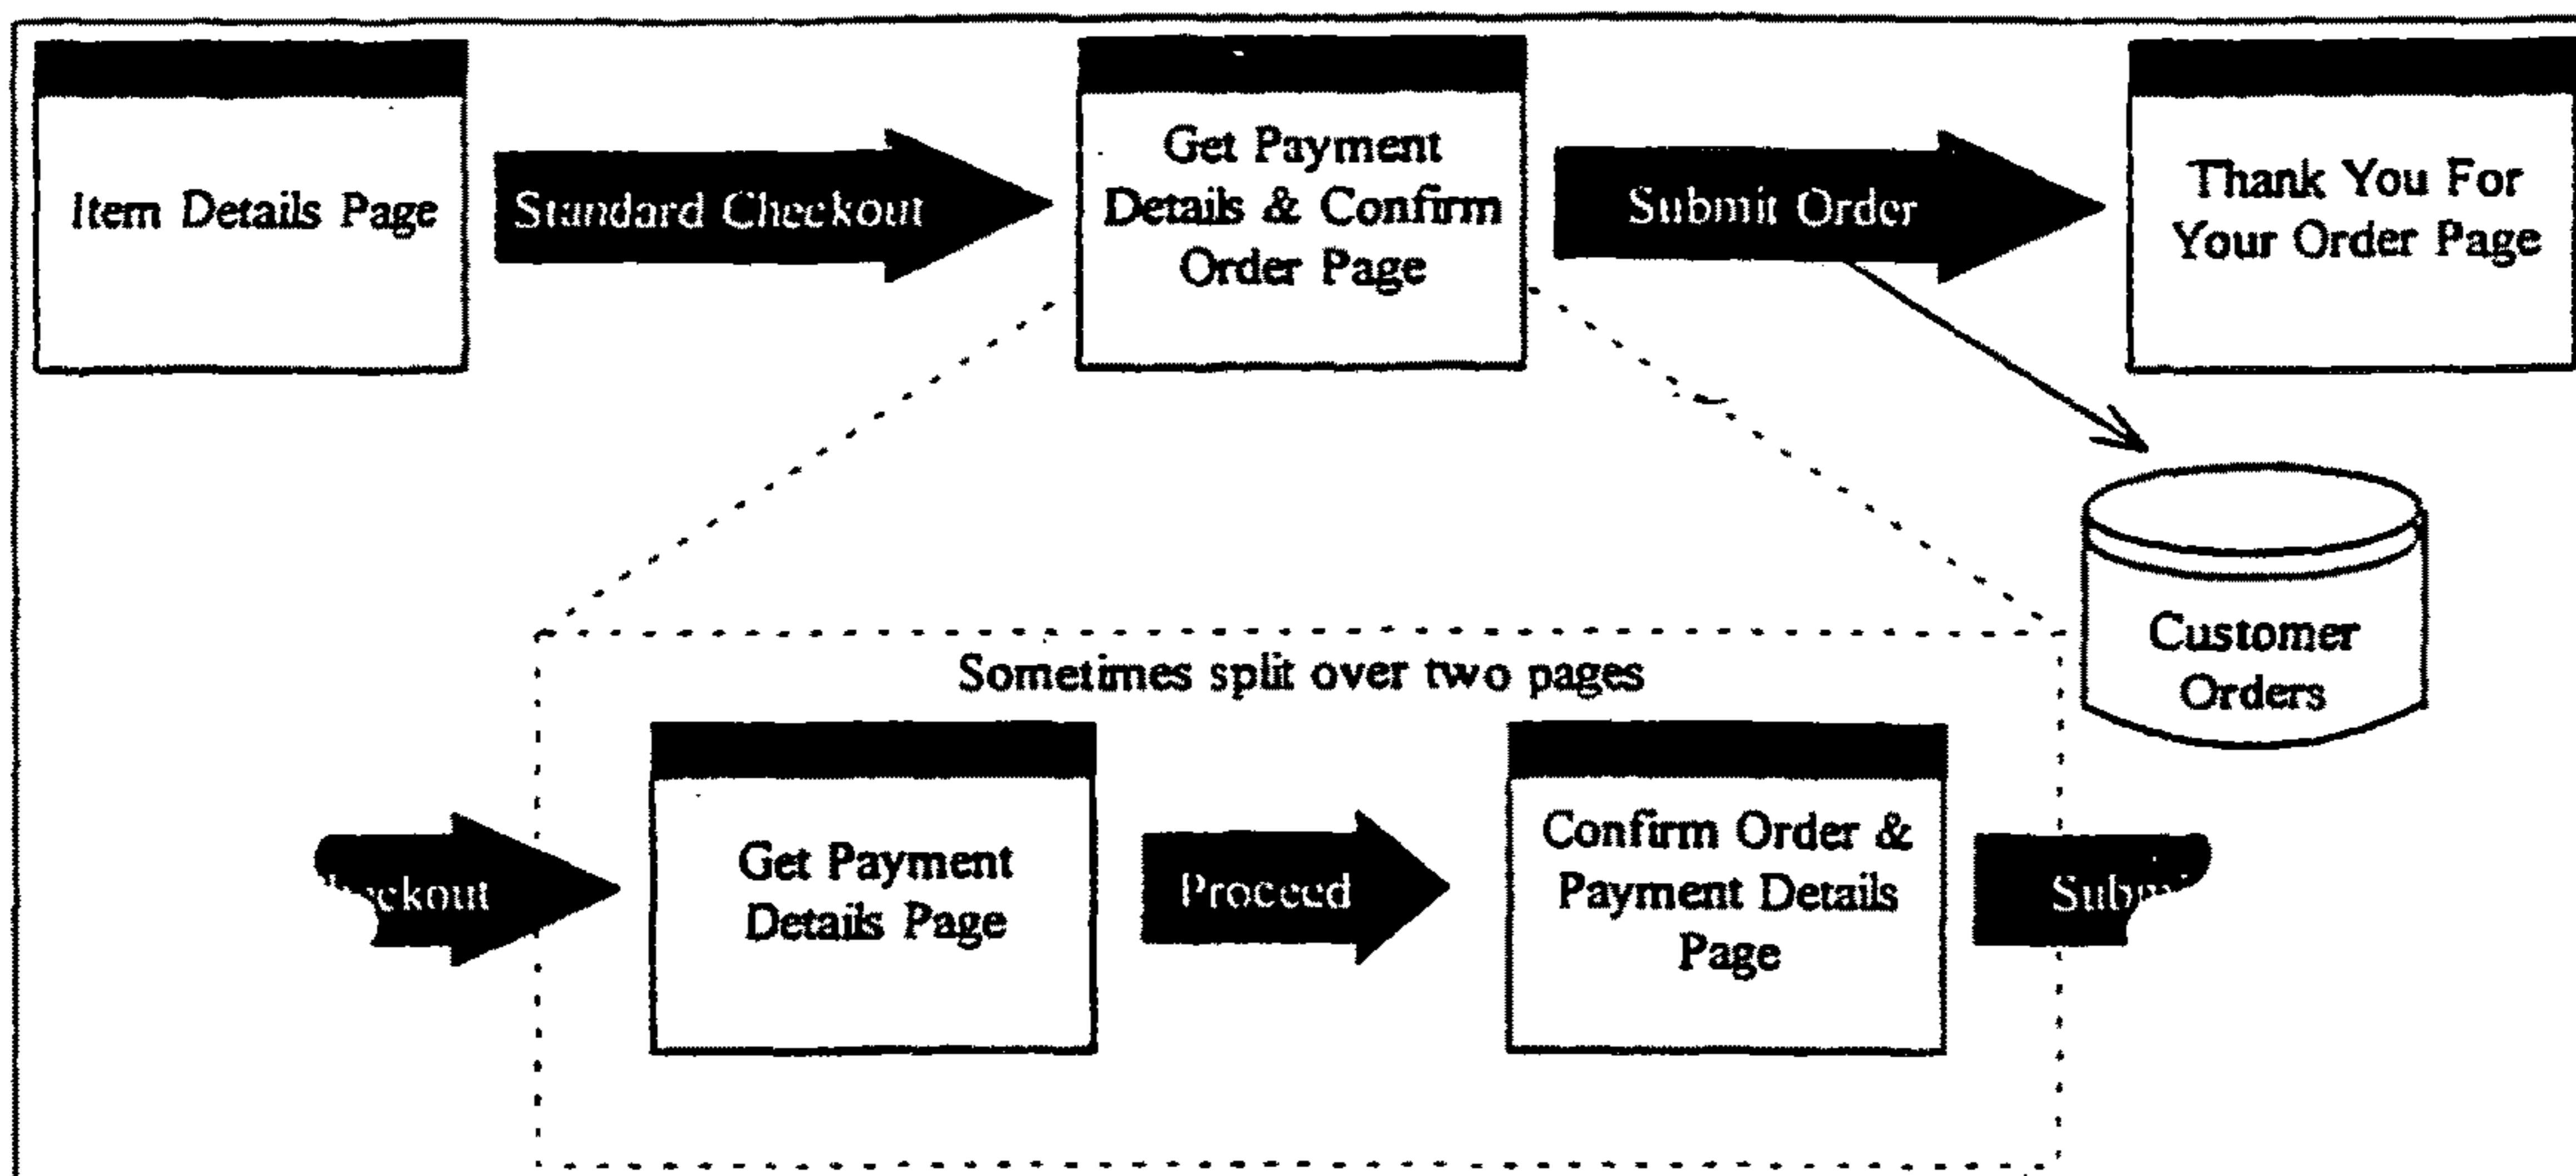 Item Details Page
Standard Checkout
Get Payment
Details & Confirm
Order Page
Submit Order
Thank You For
Your Order Page
Customer
Orders
Sometimes split over two pages
Get Payment
Details Page
Proceed
Confirm Order &
Payment Details
Page